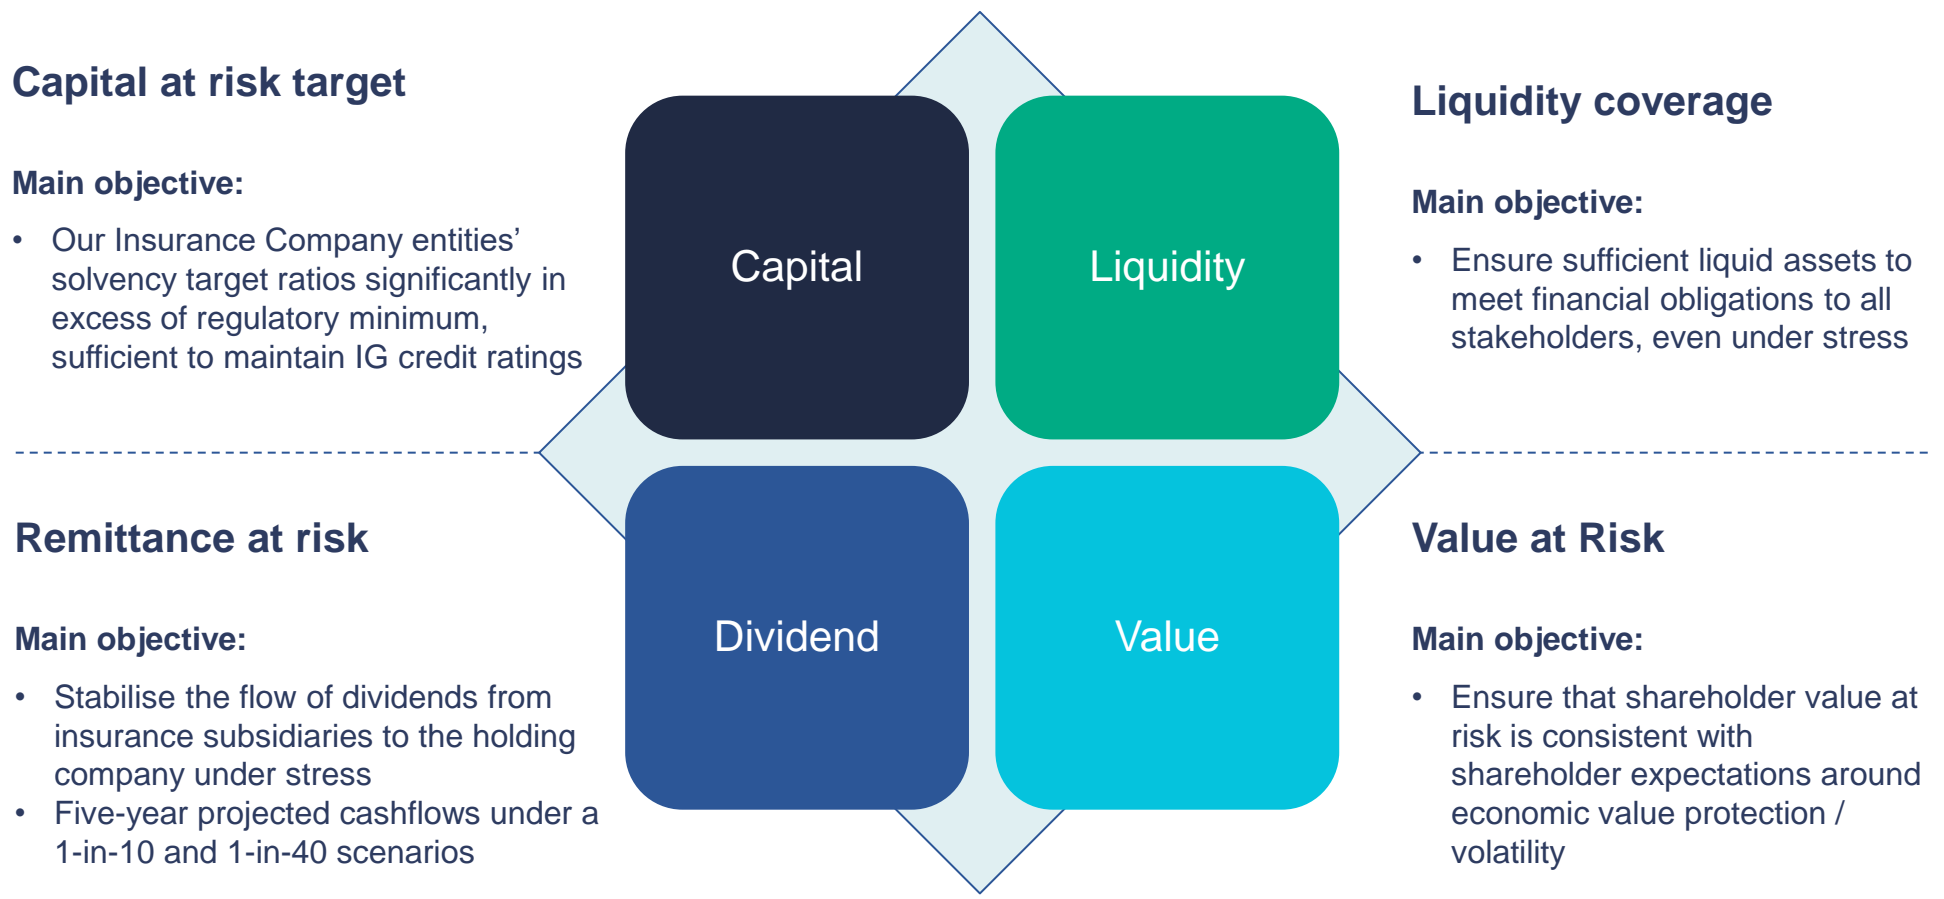 Capital at risk target
Main objective:
• Our Insurance Company entities’
solvency target ratios significantly in
excess of regulatory minimum,
sufficient to maintain IG credit ratings
Capital
Liquidity
Liquidity coverage
Main objective:
• Ensure sufficient liquid assets to
meet financial obligations to all
stakeholders, even under stress
Remittance at risk
Main objective:
• Stabilise the flow of dividends from
insurance subsidiaries to the holding
company under stress
• Five-year projected cashflows under a
1-in-10 and 1-in-40 scenarios
Dividend
Value
Value at Risk
Main objective:
• Ensure that shareholder value at
risk is consistent with
shareholder expectations around
economic value protection /
volatility